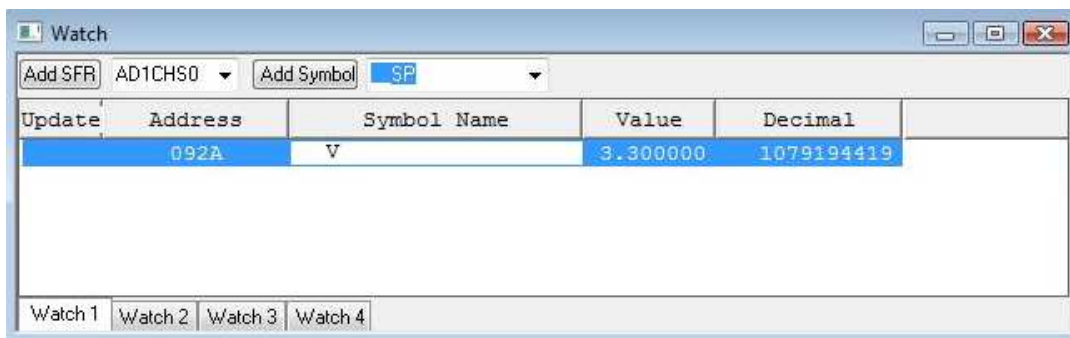 Watch
Add SFR AD1CHS0 Add Symbol _SP
Update Address Symbol Name Value Decimal
092A V 3.300000 1079194419
Watch 1 Watch 2 Watch 3 Watch 4